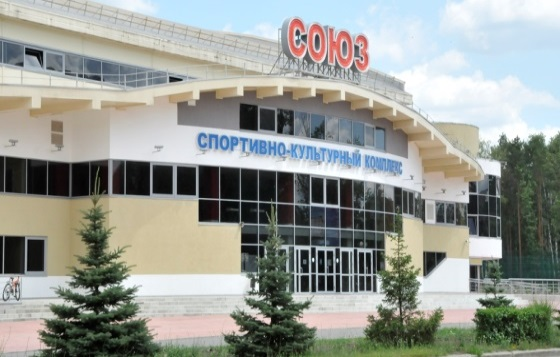 СОЮЗ
СПОРТИВНО-КУЛЬТУРНЫЙ КОМПЛЕКС